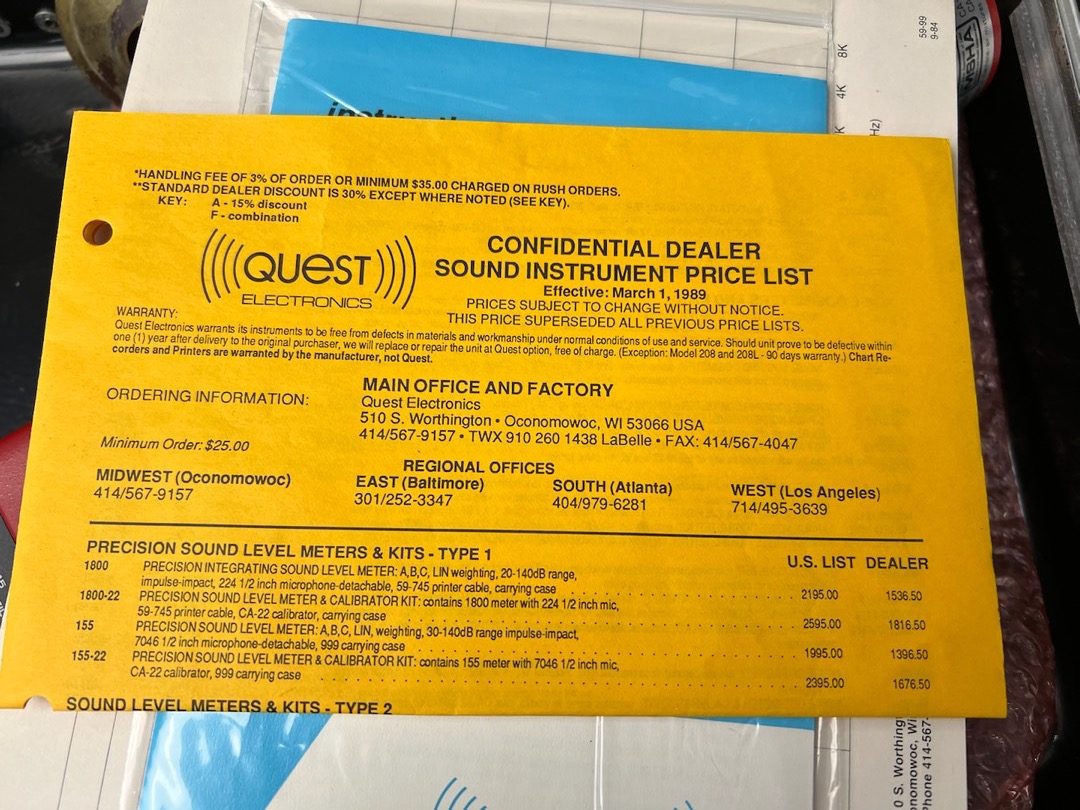 59-99
9-84
8K
4K
K
Hz)
*HANDLING FEE OF 3% OF ORDER OR MINIMUM $35.00 CHARGED ON RUSH ORDERS.
**STANDARD DEALER DISCOUNT IS 30% EXCEPT WHERE NOTED (SEE KEY).
KEY: A - 15% discount
F - combination
QUEST
ELECTRONICS
CONFIDENTIAL DEALER
SOUND INSTRUMENT PRICE LIST
Effective: March 1, 1989
PRICES SUBJECT TO CHANGE WITHOUT NOTICE.
THIS PRICE SUPERSEDED ALL PREVIOUS PRICE LISTS.
WARRANTY:
Quest Electronics warrants its instruments to be free from defects in materials and workmanship under normal conditions of use and service. Should unit prove to be defective within
one (1) year after delivery to the original purchaser, we will replace or repair the unit at Quest option, free of charge. (Exception: Model 208 and 208L - 90 days warranty.) Chart Re-
corders and Printers are warranted by the manufacturer, not Quest.
ORDERING INFORMATION:
MAIN OFFICE AND FACTORY
Quest Electronics
510 S. Worthington • Oconomowoc, WI 53066 USA
414/567-9157 • TWX 910 260 1438 LaBelle • FAX: 414/567-4047
Minimum Order: $25.00
REGIONAL OFFICES
MIDWEST (Oconomowoc) EAST (Baltimore) SOUTH (Atlanta) WEST (Los Angeles)
414/567-9157 301/252-3347 404/979-6281 714/495-3639
PRECISION SOUND LEVEL METERS & KITS - TYPE 1 U.S. LIST DEALER
1800 PRECISION INTEGRATING SOUND LEVEL METER: A,B,C, LIN weighting, 20-140dB range,
impulse-impact, 224 1/2 inch microphone-detachable, 59-745 printer cable, carrying case 2195.00 1536.50
1800-22 PRECISION SOUND LEVEL METER & CALIBRATOR KIT: contains 1800 meter with 224 1/2 inch mic,
59-745 printer cable, CA-22 calibrator, carrying case 2595.00 1816.50
155 PRECISION SOUND LEVEL METER: A,B,C, LIN, weighting, 30-140dB range impulse-impact,
7046 1/2 inch microphone-detachable, 999 carrying case 1995.00 1396.50
155-22 PRECISION SOUND LEVEL METER & CALIBRATOR KIT: contains 155 meter with 7046 1/2 inch mic,
CA-22 calibrator, 999 carrying case 2395.00 1676.50
SOUND LEVEL METERS & KITS - TYPE 2
0 S. Worthing
onomowoc, Wi
Phone 414-567-